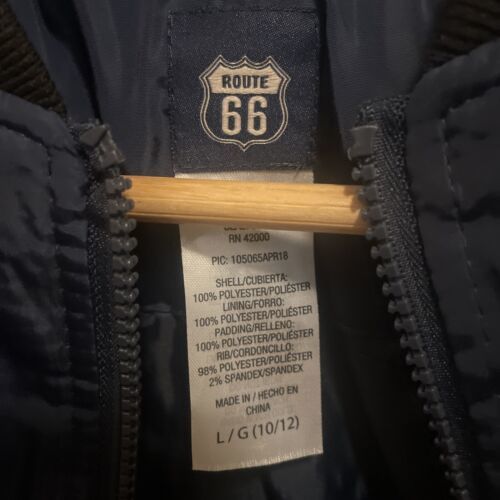 ROUTE
66
RN 42000
PIC: 105065APR18
SHELL/CUBIERTA:
100% POLYESTER/POLIÉSTER
LINING/FORRO:
100% POLYESTER/POLIÉSTER
PADDING/RELLENO:
100% POLYESTER/POLIÉSTER
RIB/CORDONCILLO:
98% POLYESTER/POLIÉSTER
2% SPANDEX/SPANDEX
MADE IN / HECHO EN
CHINA
L / G (10/12)